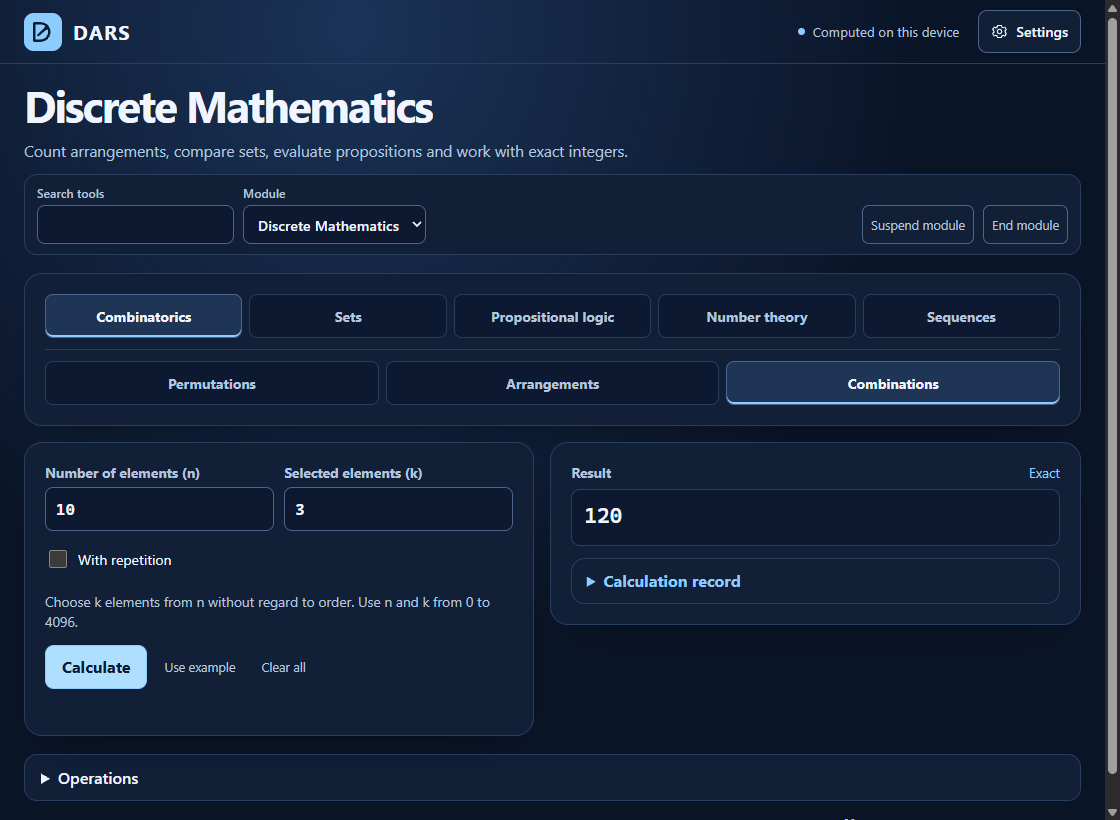 DARS
Computed on this device
Settings
Discrete Mathematics
Count arrangements, compare sets, evaluate propositions and work with exact integers.
Search tools
Module
Discrete Mathematics
Suspend module
End module
Combinatorics
Sets
Propositional logic
Number theory
Sequences
Permutations
Arrangements
Combinations
Number of elements (n)
Selected elements (k)
10
3
With repetition
Choose k elements from n without regard to order. Use n and k from 0 to
4096.
Calculate
Use example
Clear all
Result
Exact
120
Calculation record
Operations